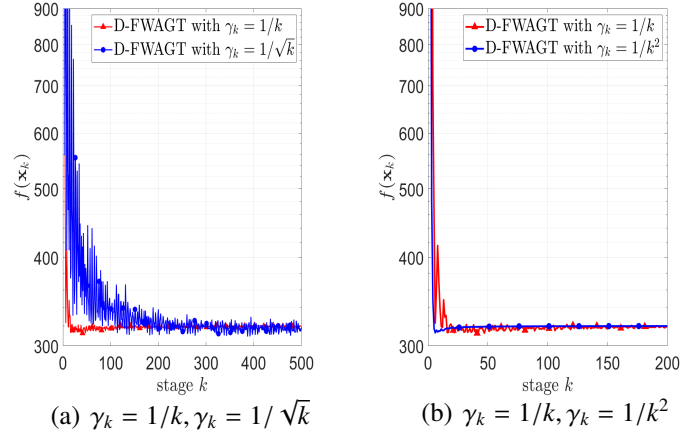 900
800
700
600
500
400
300
f(𝐱ₖ)
D-FWAGT with γₖ = 1/k
D-FWAGT with γₖ = 1/√k
0 100 200 300 400 500
stage k
(a) γₖ = 1/k, γₖ = 1/√k
900
800
700
600
500
400
300
f(𝐱ₖ)
D-FWAGT with γₖ = 1/k
D-FWAGT with γₖ = 1/k²
0 50 100 150 200
stage k
(b) γₖ = 1/k, γₖ = 1/k²